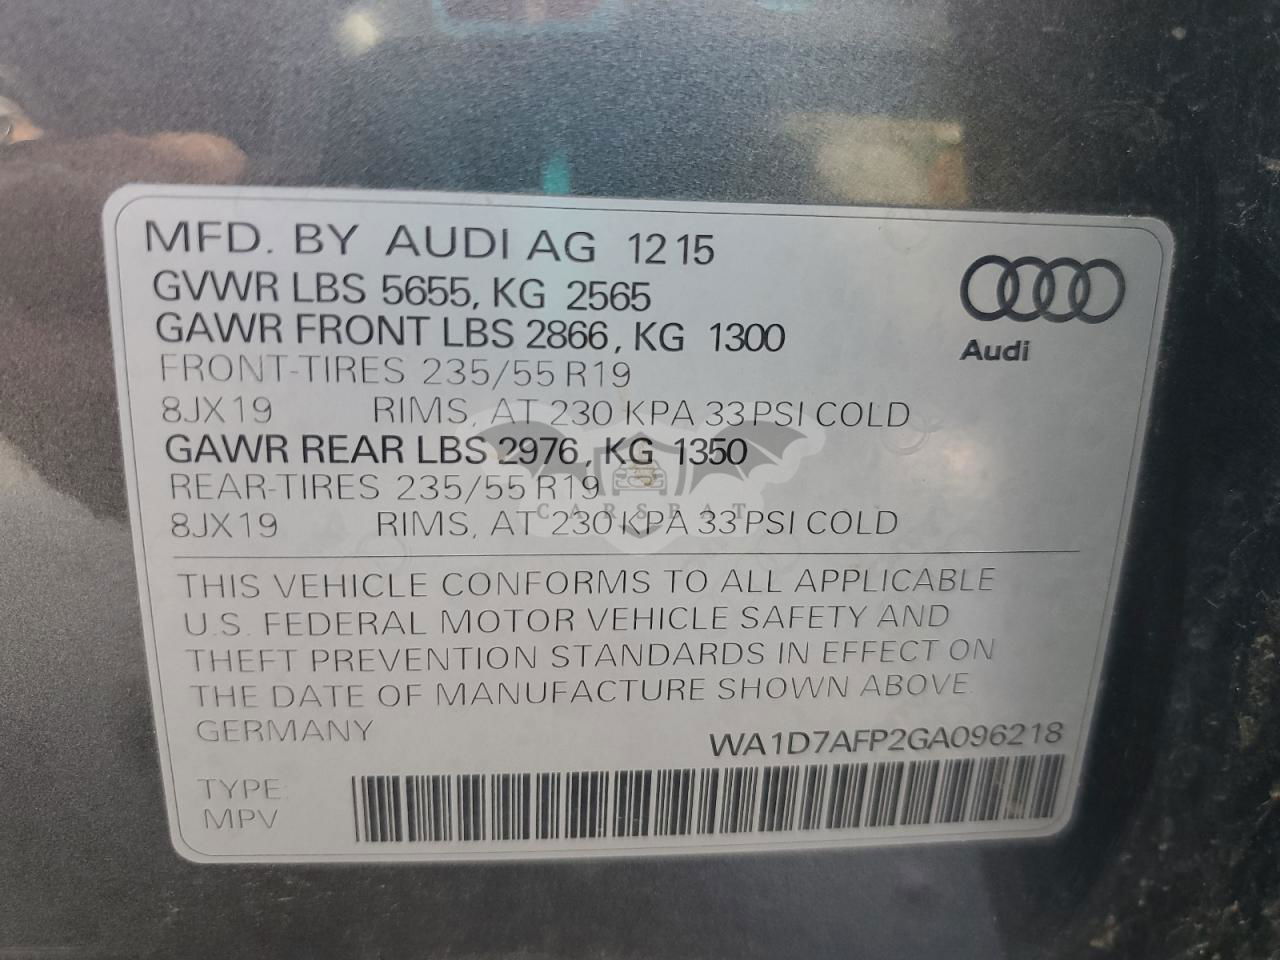 MFD. BY AUDI AG 12 15
GVWR LBS 5655, KG 2565
GAWR FRONT LBS 2866, KG 1300
FRONT-TIRES 235/55 R19
8JX19 RIMS, AT 230 KPA 33 PSI COLD
GAWR REAR LBS 2976, KG 1350
REAR-TIRES 235/55 R19
8JX19 RIMS, AT 230 KPA 33 PSI COLD
Audi
CARSBAT
THIS VEHICLE CONFORMS TO ALL APPLICABLE
U.S. FEDERAL MOTOR VEHICLE SAFETY AND
THEFT PREVENTION STANDARDS IN EFFECT ON
THE DATE OF MANUFACTURE SHOWN ABOVE.
GERMANY WA1D7AFP2GA096218
TYPE:
MPV